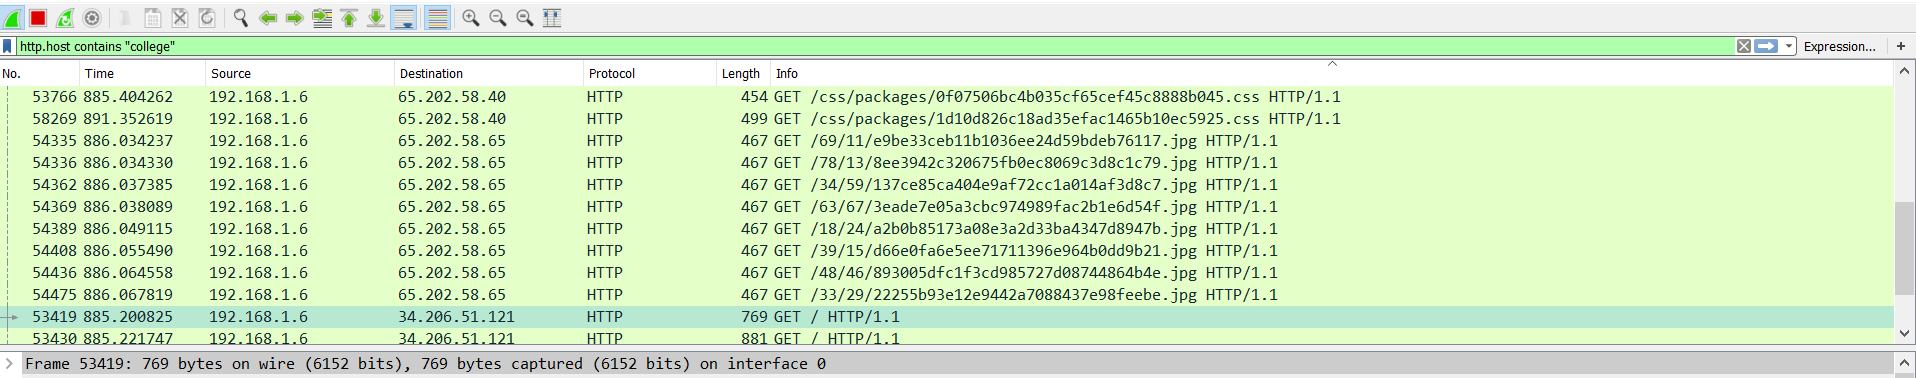 http.host contains "college" Expression... +
No. Time Source Destination Protocol Length Info
53766 885.404262 192.168.1.6 65.202.58.40 HTTP 454 GET /css/packages/0f07506bc4b035cf65cef45c8888b045.css HTTP/1.1
58269 891.352619 192.168.1.6 65.202.58.40 HTTP 499 GET /css/packages/1d10d826c18ad35efac1465b10ec5925.css HTTP/1.1
54335 886.034237 192.168.1.6 65.202.58.65 HTTP 467 GET /69/11/e9be33ceb11b1036ee24d59bdeb76117.jpg HTTP/1.1
54336 886.034330 192.168.1.6 65.202.58.65 HTTP 467 GET /78/13/8ee3942c320675fb0ec8069c3d8c1c79.jpg HTTP/1.1
54362 886.037385 192.168.1.6 65.202.58.65 HTTP 467 GET /34/59/137ce85ca404e9af72cc1a014af3d8c7.jpg HTTP/1.1
54369 886.038089 192.168.1.6 65.202.58.65 HTTP 467 GET /63/67/3eade7e05a3cbc974989fac2b1e6d54f.jpg HTTP/1.1
54389 886.049115 192.168.1.6 65.202.58.65 HTTP 467 GET /18/24/a2b0b85173a08e3a2d33ba4347d8947b.jpg HTTP/1.1
54408 886.055490 192.168.1.6 65.202.58.65 HTTP 467 GET /39/15/d66e0fa6e5ee71711396e964b0dd9b21.jpg HTTP/1.1
54436 886.064558 192.168.1.6 65.202.58.65 HTTP 467 GET /48/46/893005dfc1f3cd985727d08744864b4e.jpg HTTP/1.1
54475 886.067819 192.168.1.6 65.202.58.65 HTTP 467 GET /33/29/22255b93e12e9442a7088437e98feebe.jpg HTTP/1.1
53419 885.200825 192.168.1.6 34.206.51.121 HTTP 769 GET / HTTP/1.1
53430 885.221747 192.168.1.6 34.206.51.121 HTTP 881 GET / HTTP/1.1
Frame 53419: 769 bytes on wire (6152 bits), 769 bytes captured (6152 bits) on interface 0